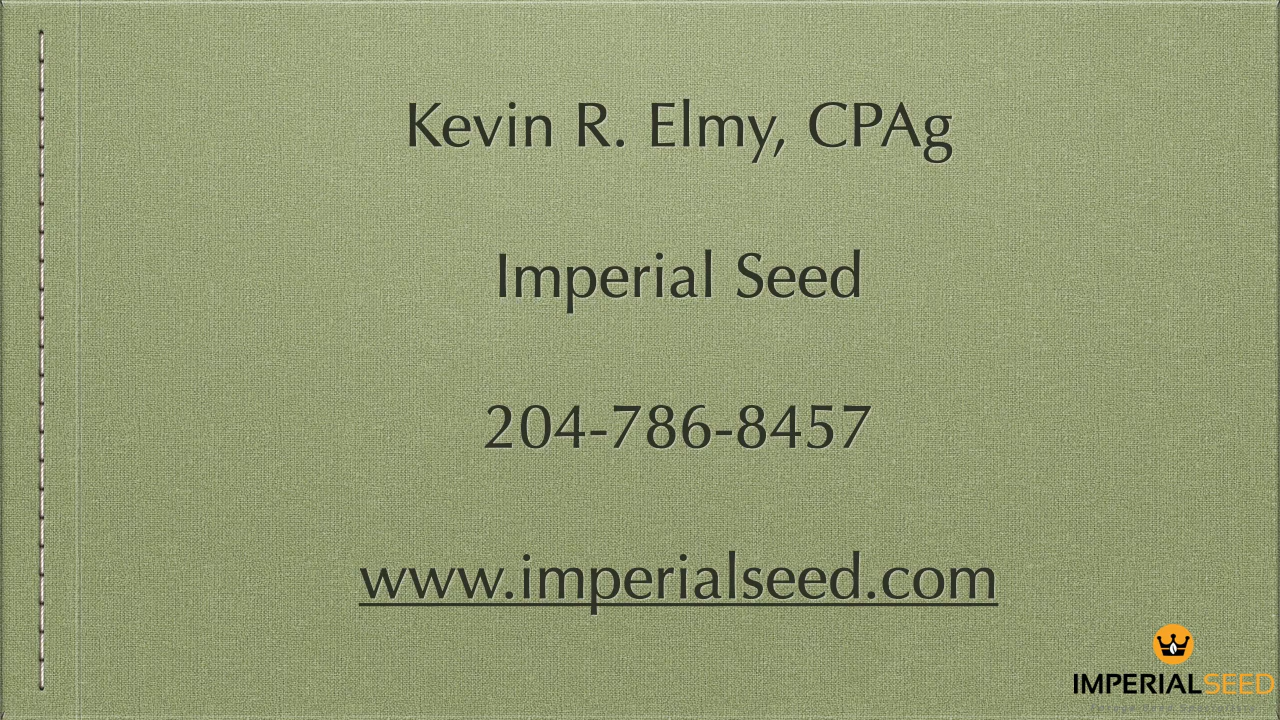 Kevin R. Elmy, CPAg
Imperial Seed
204-786-8457
www.imperialseed.com
IMPERIALSEED